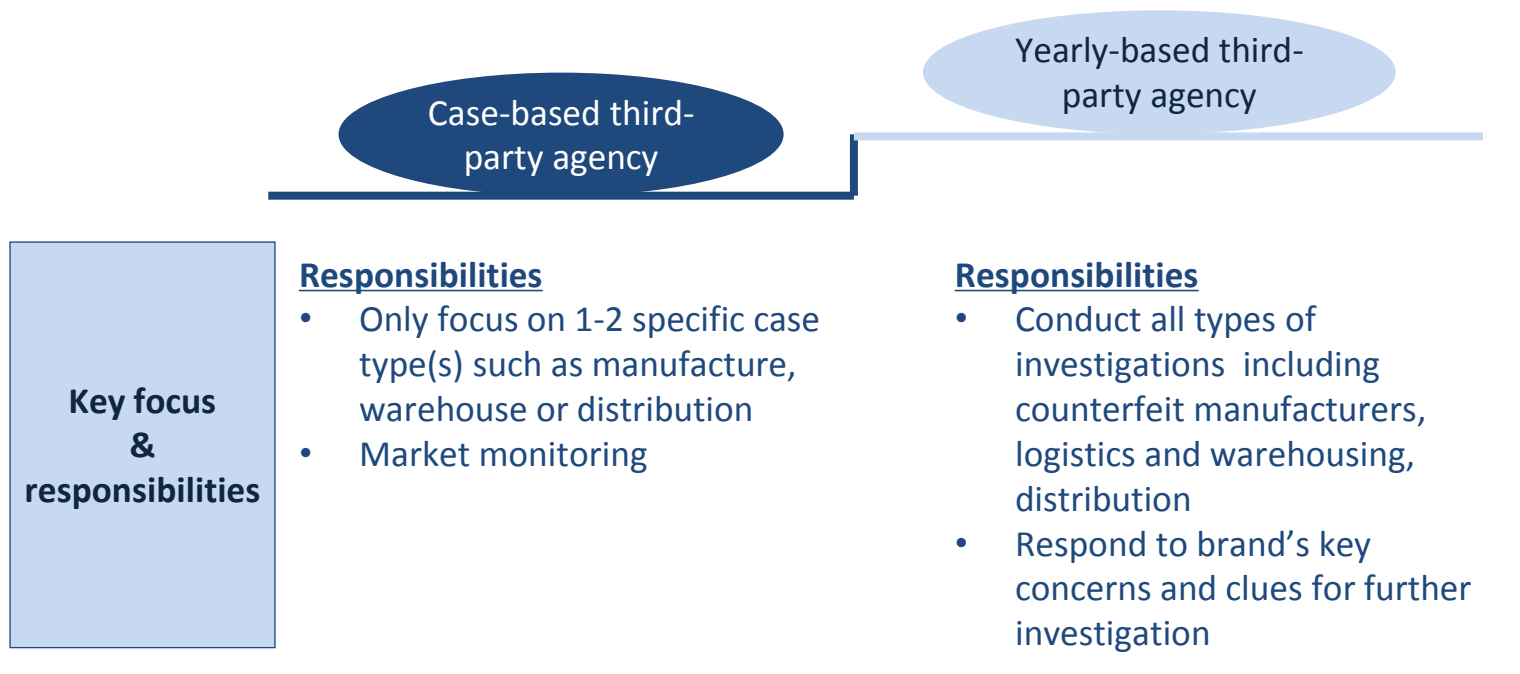 Case-based third-
party agency
Yearly-based third-
party agency
Key focus
&
responsibilities
Responsibilities
• Only focus on 1-2 specific case
type(s) such as manufacture,
warehouse or distribution
• Market monitoring
Responsibilities
• Conduct all types of
investigations  including
counterfeit manufacturers,
logistics and warehousing,
distribution
• Respond to brand’s key
concerns and clues for further
investigation